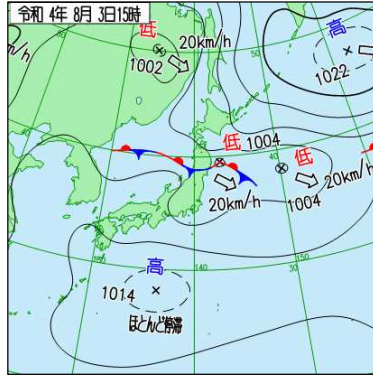 令和 4年 8月 3日15時
低
20km/h
1002
高
1022
km/h
低 1004
低
20km/h
1004
20km/h
高
1014
ほとんど停滞
140
150